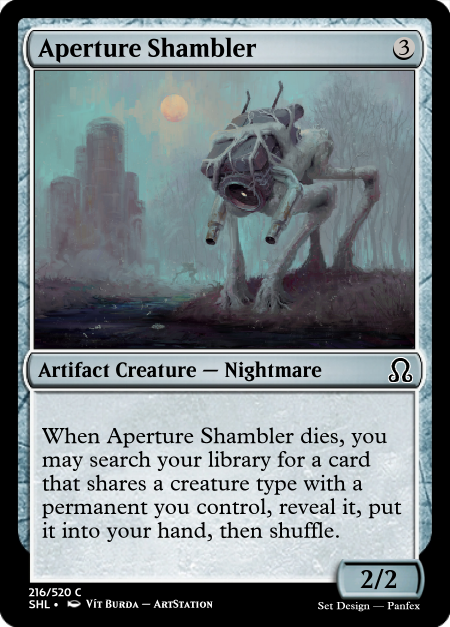 Aperture Shambler
3
Artifact Creature — Nightmare
When Aperture Shambler dies, you
may search your library for a card
that shares a creature type with a
permanent you control, reveal it, put
it into your hand, then shuffle.
2/2
216/520 C
SHL • Vít Burda — ArtStation
Set Design — Panfex